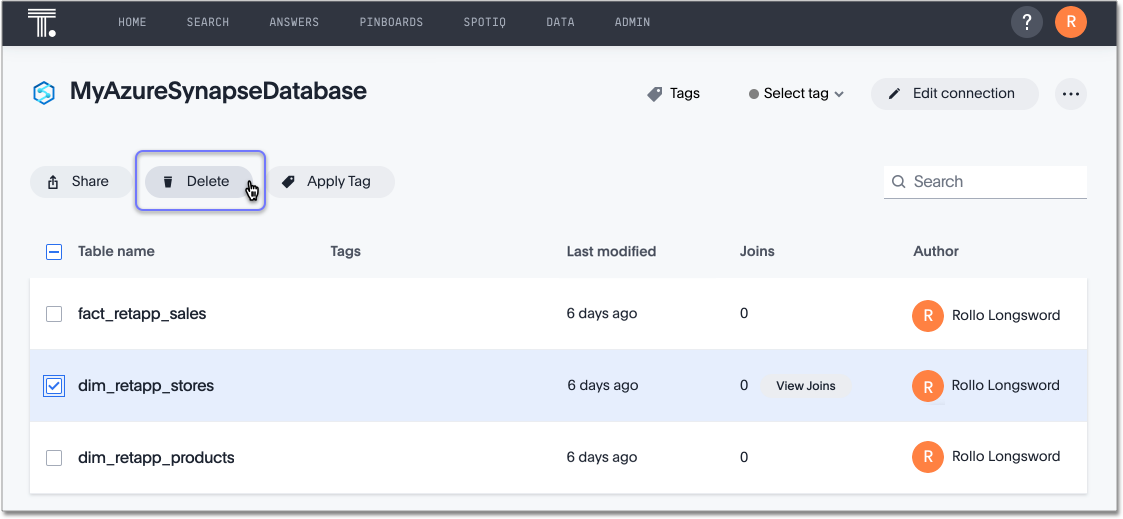 T. HOME SEARCH ANSWERS PINBOARDS SPOTIQ DATA ADMIN ? R
MyAzureSynapseDatabase Tags Select tag Edit connection ...
Share Delete Apply Tag Search
Table name Tags Last modified Joins Author
fact_retapp_sales 6 days ago 0 R Rollo Longsword
dim_retapp_stores 6 days ago 0 View Joins R Rollo Longsword
dim_retapp_products 6 days ago 0 R Rollo Longsword